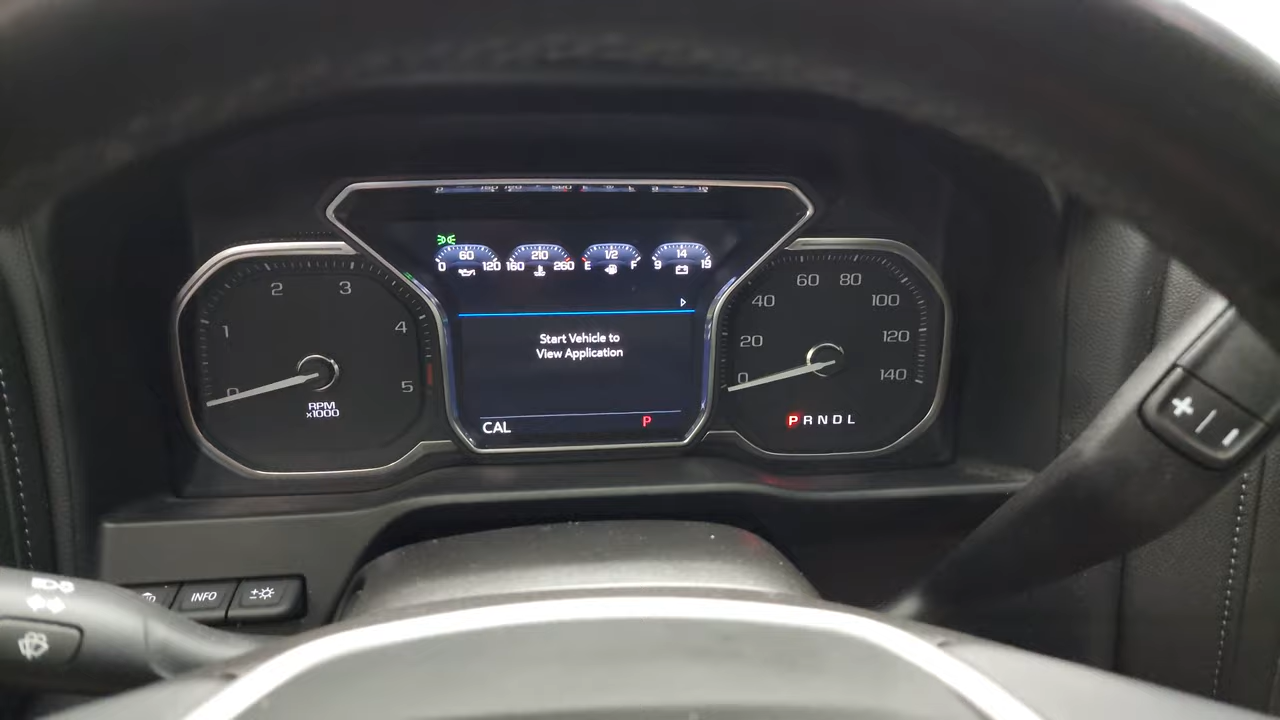 60
210
1/2
14
0 120 160 260 E F 9 19
Start Vehicle to
View Application
CAL
P
0 1 2 3 4 5
RPM
x1000
0 20 40 60 80 100 120 140
P R N D L
INFO